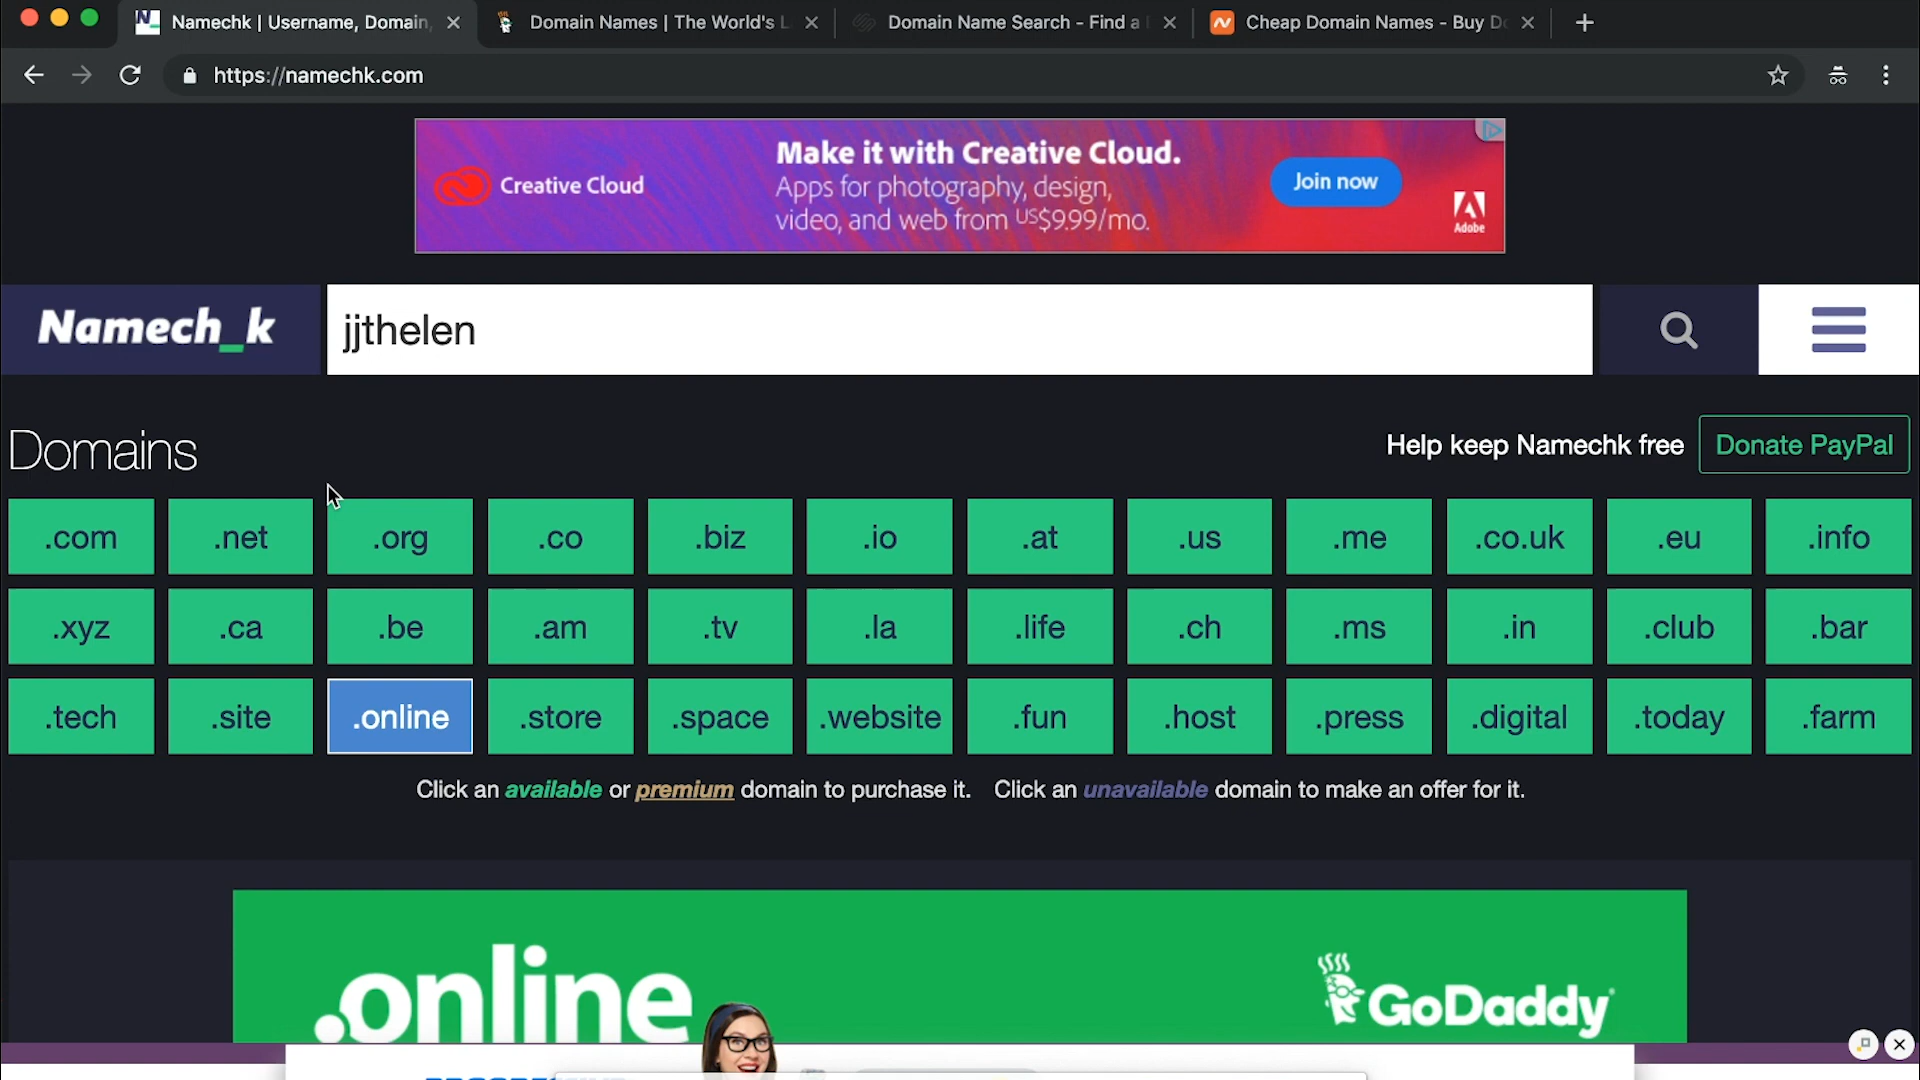 Namechk | Username, Domain,
Domain Names | The World's L
Domain Name Search - Find a
Cheap Domain Names - Buy Do
https://namechk.com
Creative Cloud
Make it with Creative Cloud.
Apps for photography, design,
video, and web from US$9.99/mo.
Join now
Adobe
Namech_k
jjthelen
Domains
Help keep Namechk free
Donate PayPal
.com .net .org .co .biz .io .at .us .me .co.uk .eu .info
.xyz .ca .be .am .tv .la .life .ch .ms .in .club .bar
.tech .site .online .store .space .website .fun .host .press .digital .today .farm
Click an available or premium domain to purchase it. Click an unavailable domain to make an offer for it.
.online
GoDaddy